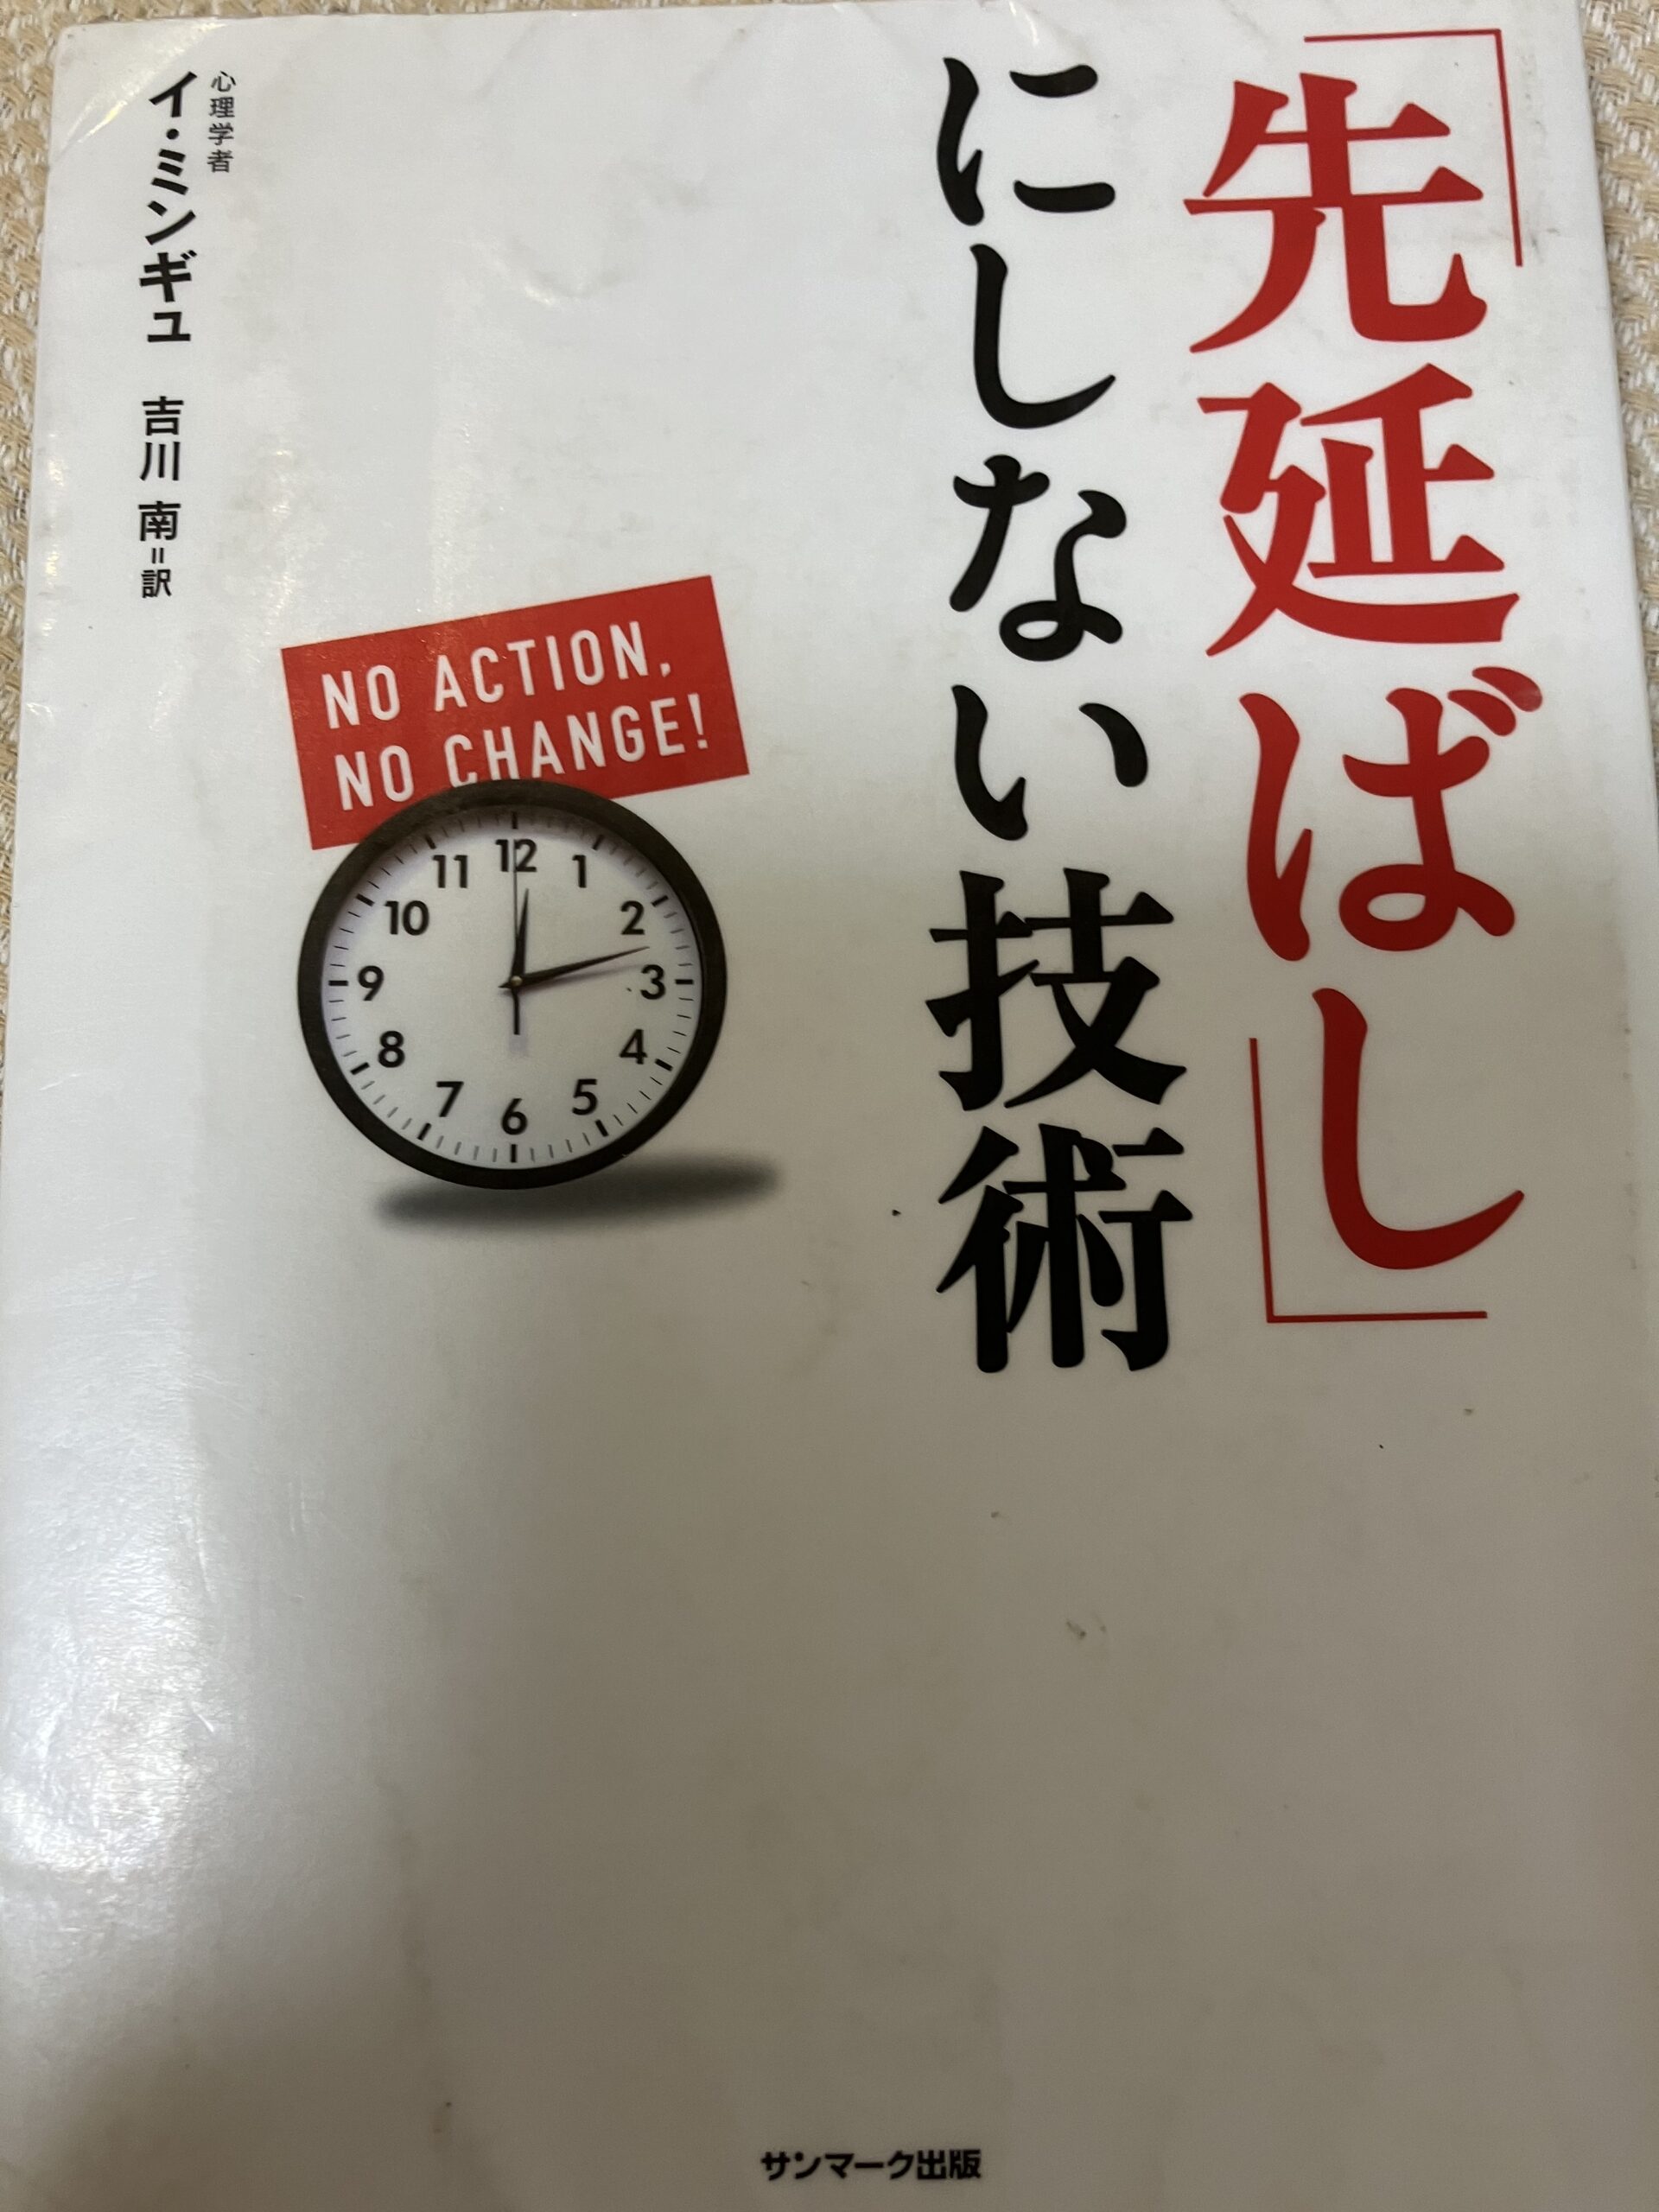 「先延ばし」
にしない技術
心理学者
イ・ミンギュ 吉川 南=訳
NO ACTION,
NO CHANGE!
12
1
2
3
4
5
6
7
8
9
10
11
サンマーク出版